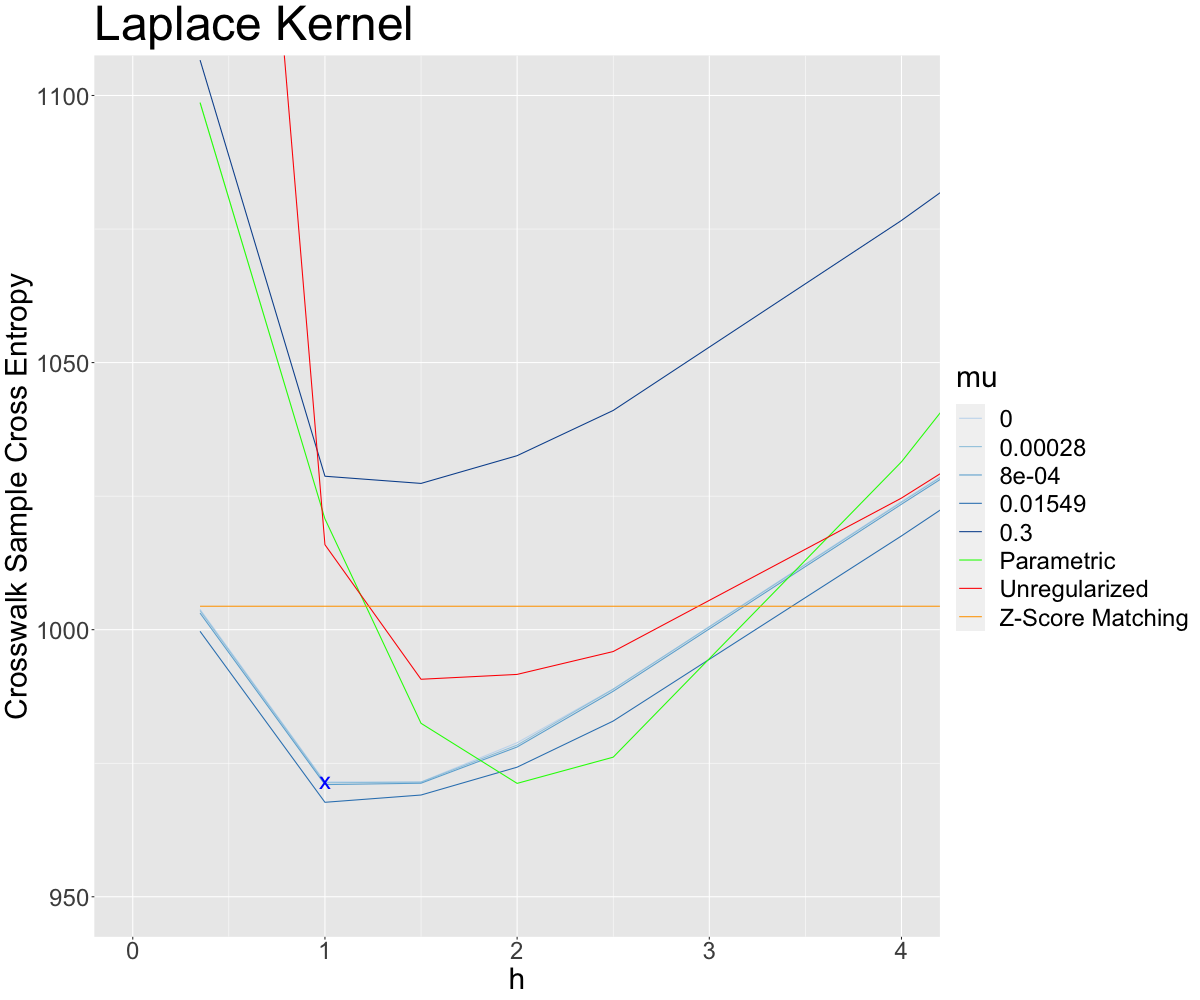 Laplace Kernel
Crosswalk Sample Cross Entropy
1100
1050
1000
950
x
0 1 2 3 4
h
mu
0
0.00028
8e-04
0.01549
0.3
Parametric
Unregularized
Z-Score Matching